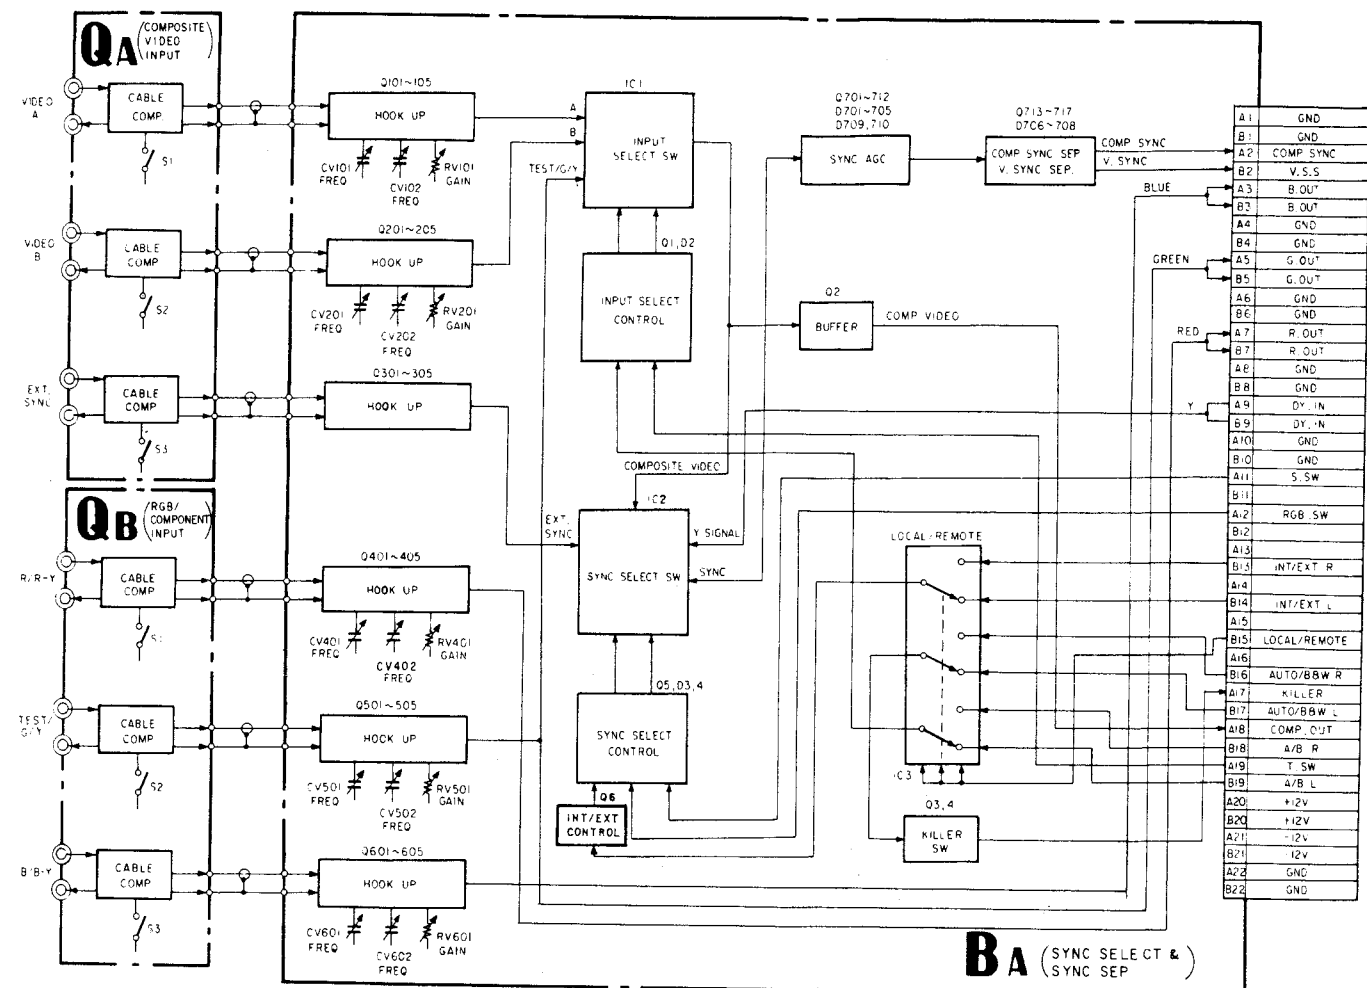 QA (COMPOSITE VIDEO INPUT)
VIDEO A
CABLE COMP.
S1
VIDEO B
CABLE COMP
S2
EXT. SYNC
CABLE COMP
S3
QB (RGB/ COMPONENT INPUT)
R/R-Y
CABLE COMP
S1
TEST/ G/Y
CABLE COMP
S2
B/B-Y
CABLE COMP
S3
Q101~105
HOOK UP
CV101 FREQ
CV102 FREQ
RV101 GAIN
Q201~205
HOOK UP
CV201 FREQ
CV202 FREQ
RV201 GAIN
Q301~305
HOOK UP
Q401~405
HOOK UP
CV401 FREQ
CV402 FREQ
RV401 GAIN
Q501~505
HOOK UP
CV501 FREQ
CV502 FREQ
RV501 GAIN
Q601~605
HOOK UP
CV601 FREQ
CV602 FREQ
RV601 GAIN
A
B
TEST/G/Y
IC1
INPUT SELECT SW
Q1,D2
INPUT SELECT CONTROL
COMPOSITE VIDEO
EXT. SYNC
IC2
SYNC SELECT SW
Y SIGNAL
SYNC
Q5,D3,4
SYNC SELECT CONTROL
Q6
INT/EXT CONTROL
Q701~712
D701~705
D709,710
SYNC AGC
Q713~717
D706~708
COMP SYNC SEP
V. SYNC SEP.
COMP SYNC
V. SYNC
BLUE
GREEN
RED
Y
Q2
BUFFER
COMP VIDEO
LOCAL/REMOTE
IC3
Q3,4
KILLER SW
A1 GND
B1 GND
A2 COMP SYNC
B2 V.S.S
A3 B.OUT
B3 B.OUT
A4 GND
B4 GND
A5 G.OUT
B5 G.OUT
A6 GND
B6 GND
A7 R.OUT
B7 R.OUT
A8 GND
B8 GND
A9 DY.IN
B9 DY.IN
A10 GND
B10 GND
A11 S.SW
B11
A12 RGB.SW
B12
A13
B13 INT/EXT R
A14
B14 INT/EXT L
A15
B15 LOCAL/REMOTE
A16
B16 AUTO/B&W R
A17 KILLER
B17 AUTO/B&W L
A18 COMP.OUT
B18 A/B R
A19 T.SW
B19 A/B L
A20 +12V
B20 +12V
A21 -12V
B21 -12V
A22 GND
B22 GND
BA (SYNC SELECT & SYNC SEP)